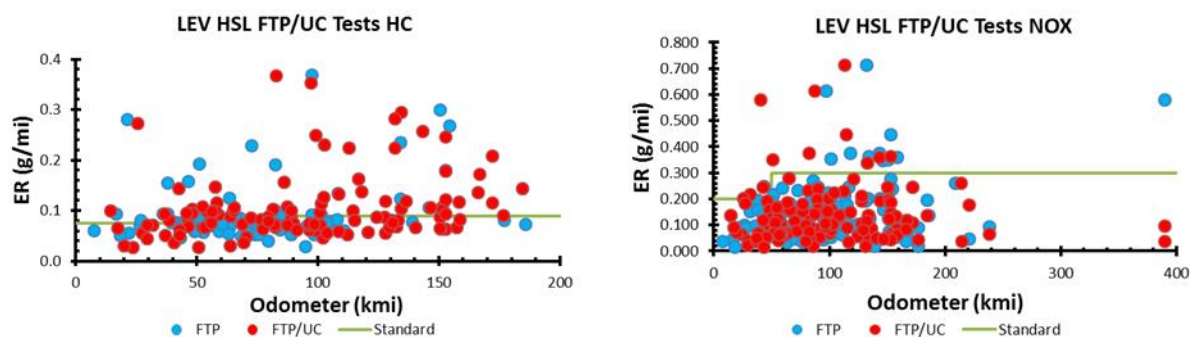 LEV HSL FTP/UC Tests HC
0.4
0.3
0.2
0.1
0.0
ER (g/mi)
0 50 100 150 200
Odometer (kmi)
FTP FTP/UC Standard
LEV HSL FTP/UC Tests NOX
0.800
0.700
0.600
0.500
0.400
0.300
0.200
0.100
0.000
ER (g/mi)
0 100 200 300 400
Odometer (kmi)
FTP FTP/UC Standard